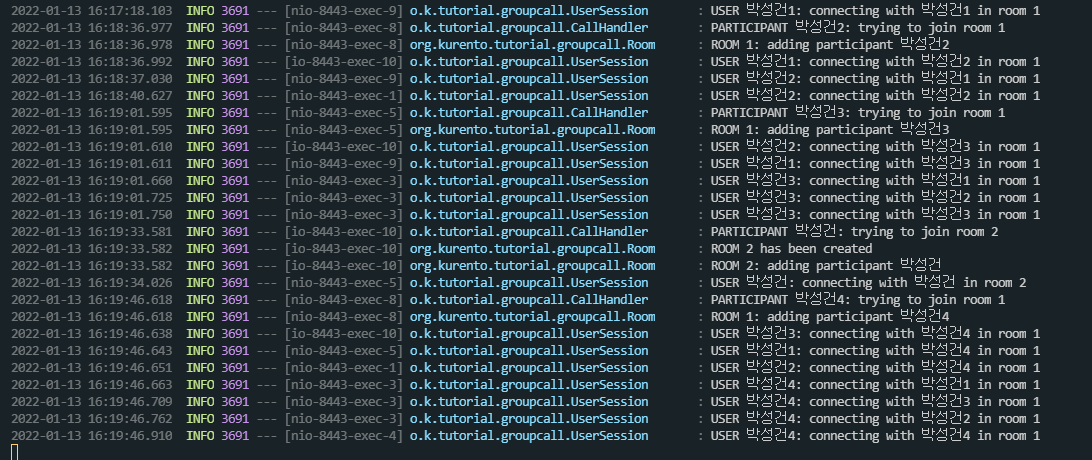 2022-01-13 16:17:18.103  INFO 3691 --- [nio-8443-exec-9] o.k.tutorial.groupcall.UserSession       : USER 박성건1: connecting with 박성건1 in room 1
2022-01-13 16:18:36.977  INFO 3691 --- [nio-8443-exec-8] o.k.tutorial.groupcall.CallHandler       : PARTICIPANT 박성건2: trying to join room 1
2022-01-13 16:18:36.978  INFO 3691 --- [nio-8443-exec-8] org.kurento.tutorial.groupcall.Room      : ROOM 1: adding participant 박성건2
2022-01-13 16:18:36.992  INFO 3691 --- [io-8443-exec-10] o.k.tutorial.groupcall.UserSession       : USER 박성건1: connecting with 박성건2 in room 1
2022-01-13 16:18:37.030  INFO 3691 --- [nio-8443-exec-9] o.k.tutorial.groupcall.UserSession       : USER 박성건2: connecting with 박성건1 in room 1
2022-01-13 16:18:40.627  INFO 3691 --- [nio-8443-exec-1] o.k.tutorial.groupcall.UserSession       : USER 박성건2: connecting with 박성건2 in room 1
2022-01-13 16:19:01.595  INFO 3691 --- [nio-8443-exec-5] o.k.tutorial.groupcall.CallHandler       : PARTICIPANT 박성건3: trying to join room 1
2022-01-13 16:19:01.595  INFO 3691 --- [nio-8443-exec-5] org.kurento.tutorial.groupcall.Room      : ROOM 1: adding participant 박성건3
2022-01-13 16:19:01.610  INFO 3691 --- [io-8443-exec-10] o.k.tutorial.groupcall.UserSession       : USER 박성건2: connecting with 박성건3 in room 1
2022-01-13 16:19:01.611  INFO 3691 --- [nio-8443-exec-9] o.k.tutorial.groupcall.UserSession       : USER 박성건1: connecting with 박성건3 in room 1
2022-01-13 16:19:01.660  INFO 3691 --- [nio-8443-exec-3] o.k.tutorial.groupcall.UserSession       : USER 박성건3: connecting with 박성건1 in room 1
2022-01-13 16:19:01.725  INFO 3691 --- [nio-8443-exec-3] o.k.tutorial.groupcall.UserSession       : USER 박성건3: connecting with 박성건2 in room 1
2022-01-13 16:19:01.750  INFO 3691 --- [nio-8443-exec-3] o.k.tutorial.groupcall.UserSession       : USER 박성건3: connecting with 박성건3 in room 1
2022-01-13 16:19:33.581  INFO 3691 --- [io-8443-exec-10] o.k.tutorial.groupcall.CallHandler       : PARTICIPANT 박성건: trying to join room 2
2022-01-13 16:19:33.582  INFO 3691 --- [io-8443-exec-10] org.kurento.tutorial.groupcall.Room      : ROOM 2 has been created
2022-01-13 16:19:33.582  INFO 3691 --- [io-8443-exec-10] org.kurento.tutorial.groupcall.Room      : ROOM 2: adding participant 박성건
2022-01-13 16:19:34.026  INFO 3691 --- [nio-8443-exec-5] o.k.tutorial.groupcall.UserSession       : USER 박성건: connecting with 박성건 in room 2
2022-01-13 16:19:46.618  INFO 3691 --- [nio-8443-exec-8] o.k.tutorial.groupcall.CallHandler       : PARTICIPANT 박성건4: trying to join room 1
2022-01-13 16:19:46.618  INFO 3691 --- [nio-8443-exec-8] org.kurento.tutorial.groupcall.Room      : ROOM 1: adding participant 박성건4
2022-01-13 16:19:46.638  INFO 3691 --- [io-8443-exec-10] o.k.tutorial.groupcall.UserSession       : USER 박성건3: connecting with 박성건4 in room 1
2022-01-13 16:19:46.643  INFO 3691 --- [nio-8443-exec-5] o.k.tutorial.groupcall.UserSession       : USER 박성건1: connecting with 박성건4 in room 1
2022-01-13 16:19:46.651  INFO 3691 --- [nio-8443-exec-1] o.k.tutorial.groupcall.UserSession       : USER 박성건2: connecting with 박성건4 in room 1
2022-01-13 16:19:46.663  INFO 3691 --- [nio-8443-exec-3] o.k.tutorial.groupcall.UserSession       : USER 박성건4: connecting with 박성건1 in room 1
2022-01-13 16:19:46.709  INFO 3691 --- [nio-8443-exec-3] o.k.tutorial.groupcall.UserSession       : USER 박성건4: connecting with 박성건3 in room 1
2022-01-13 16:19:46.762  INFO 3691 --- [nio-8443-exec-3] o.k.tutorial.groupcall.UserSession       : USER 박성건4: connecting with 박성건2 in room 1
2022-01-13 16:19:46.910  INFO 3691 --- [nio-8443-exec-4] o.k.tutorial.groupcall.UserSession       : USER 박성건4: connecting with 박성건4 in room 1